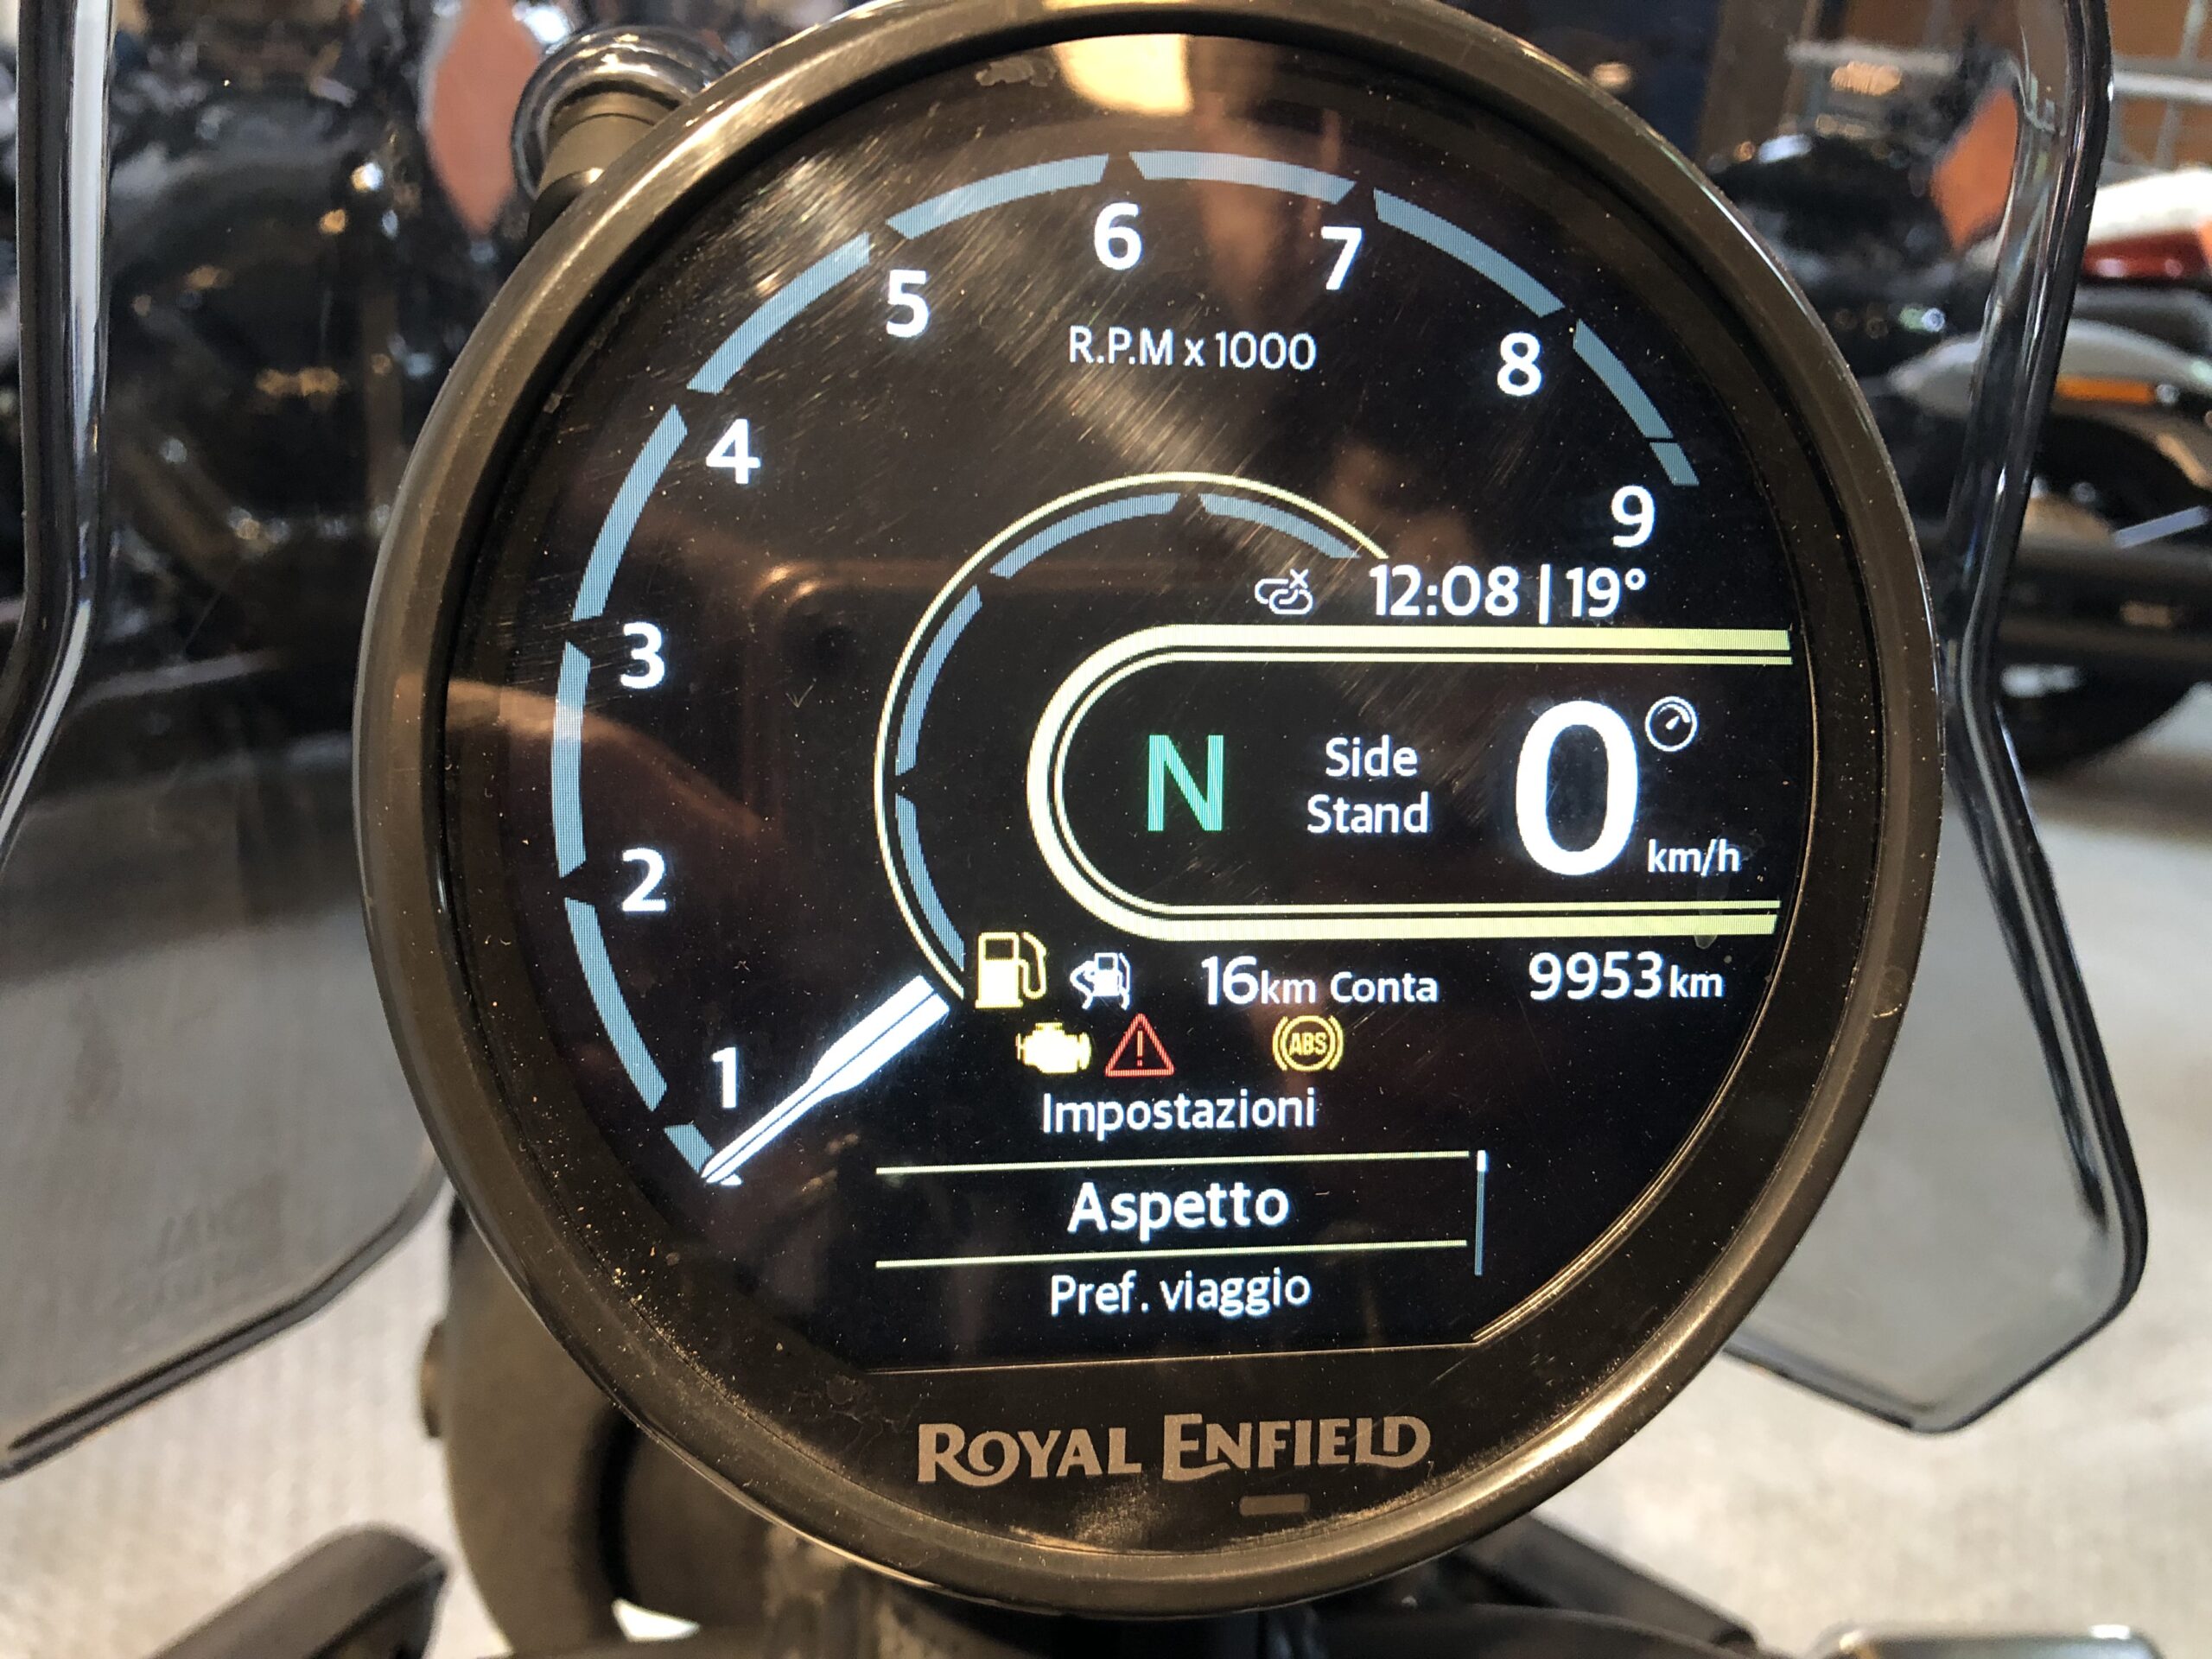 6
7
5
R.P.M x 1000
8
4
9
12:08 | 19°
3
N
Side
Stand
0
km/h
2
16km Conta
9953km
ABS
1
Impostazioni
Aspetto
Pref. viaggio
ROYAL ENFIELD